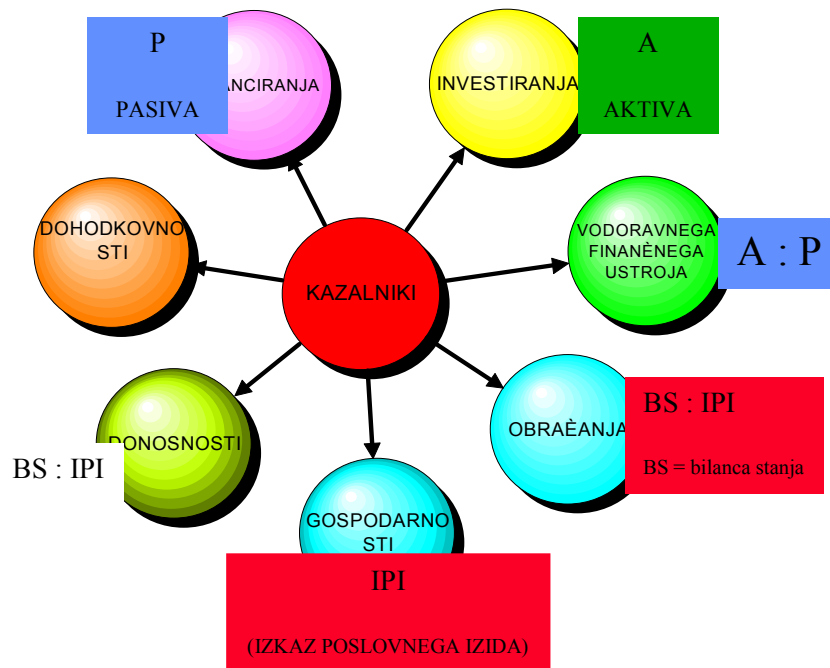 P
PASIVA
ANCIRANJA
INVESTIRANJA
A
AKTIVA
DOHODKOVNO
STI
KAZALNIKI
VODORAVNEGA
FINANÈNEGA
USTROJA
A : P
DONOSNOSTI
BS : IPI
OBRAÈANJA
BS : IPI
BS = bilanca stanja
GOSPODARNO
STI
IPI
(IZKAZ POSLOVNEGA IZIDA)